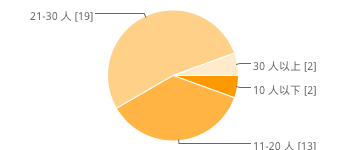 21-30 人 [19]
30 人以上 [2]
10 人以下 [2]
11-20 人 [13]